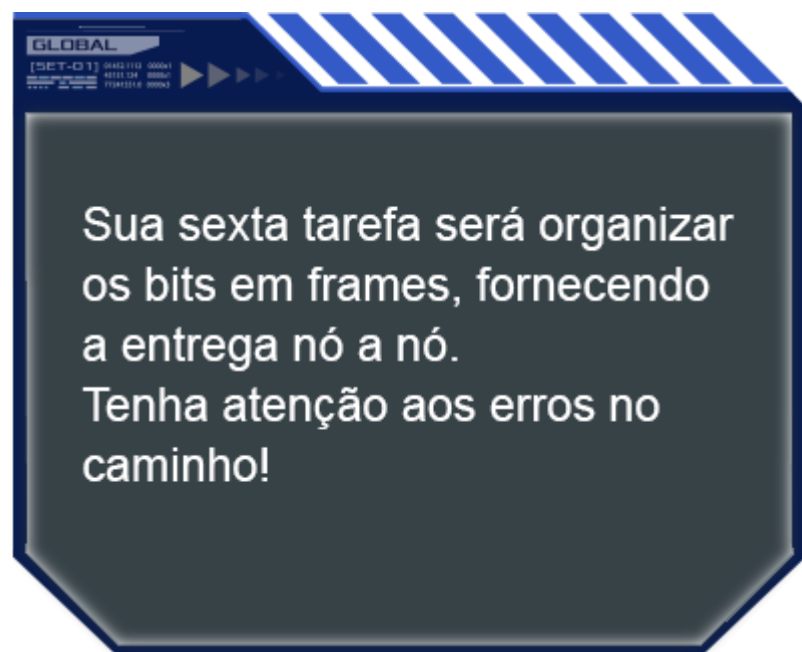 GLOBAL
[SET-01]
Sua sexta tarefa será organizar
os bits em frames, fornecendo
a entrega nó a nó.
Tenha atenção aos erros no
caminho!